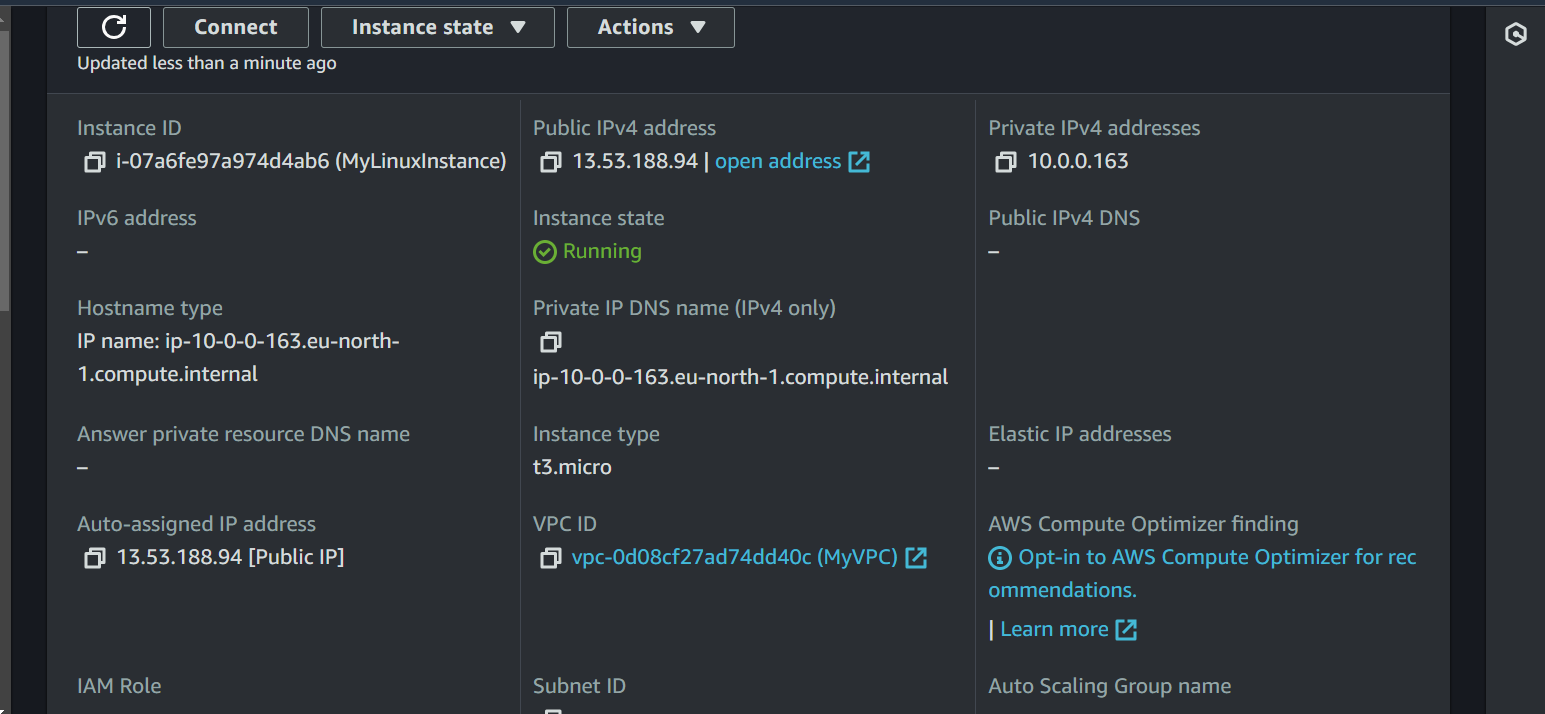 Connect
Instance state
Actions
Updated less than a minute ago
Instance ID
i-07a6fe97a974d4ab6 (MyLinuxInstance)
Public IPv4 address
13.53.188.94 | open address
Private IPv4 addresses
10.0.0.163
IPv6 address
–
Instance state
Running
Public IPv4 DNS
–
Hostname type
IP name: ip-10-0-0-163.eu-north-
1.compute.internal
Private IP DNS name (IPv4 only)
ip-10-0-0-163.eu-north-1.compute.internal
Answer private resource DNS name
–
Instance type
t3.micro
Elastic IP addresses
–
Auto-assigned IP address
13.53.188.94 [Public IP]
VPC ID
vpc-0d08cf27ad74dd40c (MyVPC)
AWS Compute Optimizer finding
Opt-in to AWS Compute Optimizer for rec
ommendations.
| Learn more
IAM Role
Subnet ID
Auto Scaling Group name